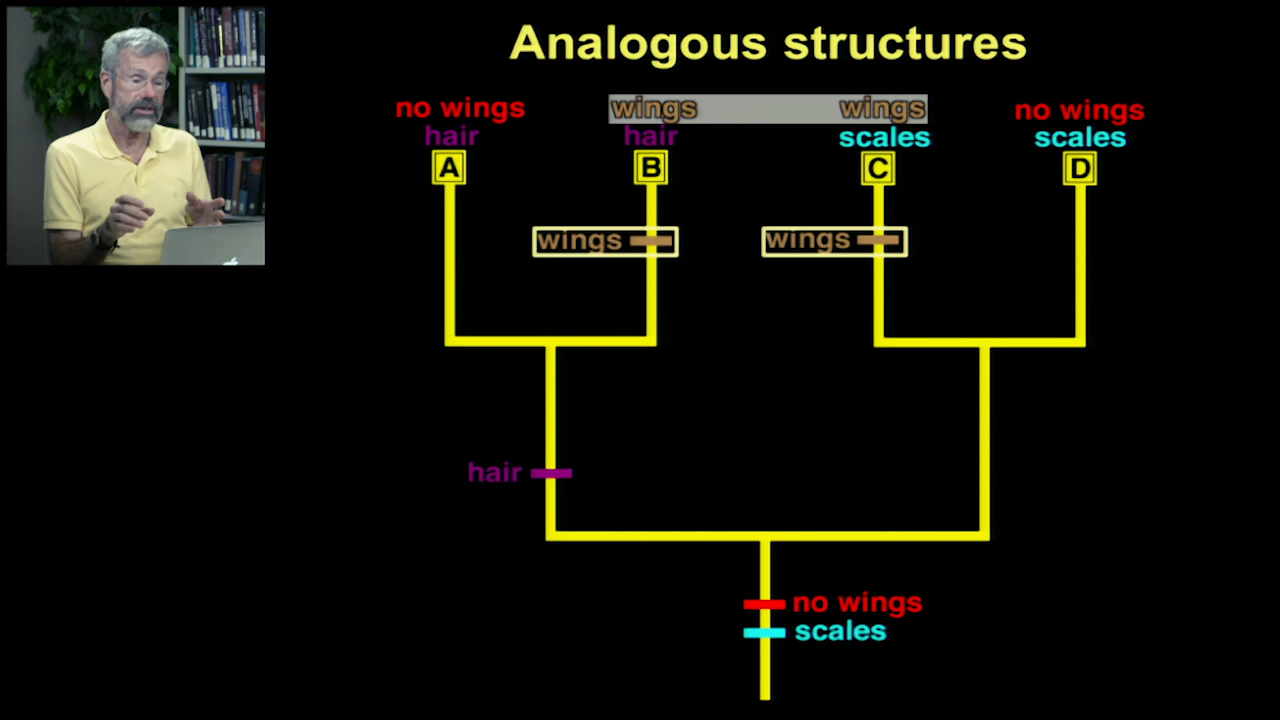 Analogous structures
no wings wings wings no wings
hair hair scales scales
A B C D
wings wings
hair
no wings
scales